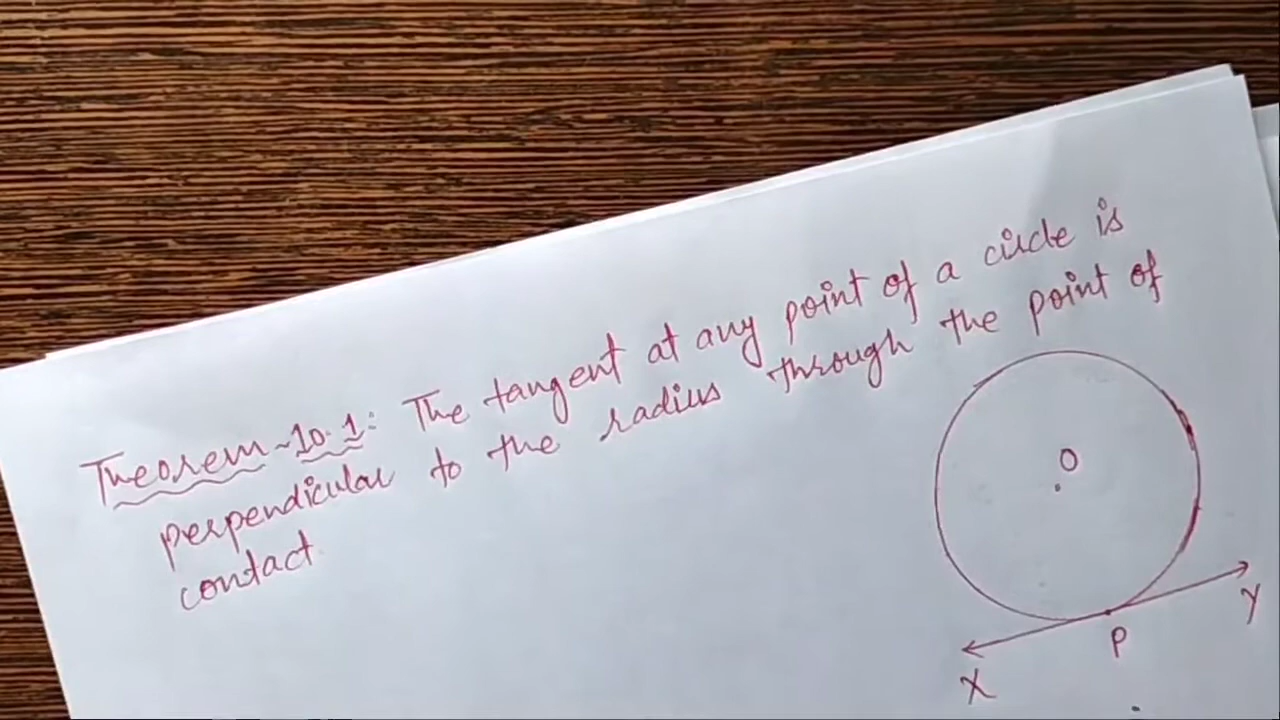 Theorem-10.1: The tangent at any point of a circle is
perpendicular to the radius through the point of
contact
O
P
X
Y